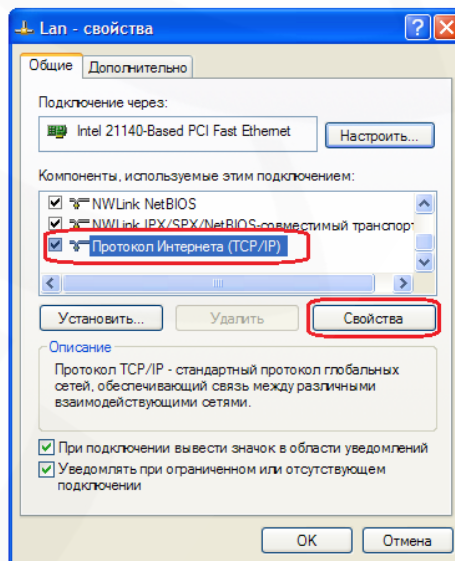 Lan - свойства
Общие Дополнительно
Подключение через:
Intel 21140-Based PCI Fast Ethernet Настроить...
Компоненты, используемые этим подключением:
NWLink NetBIOS
NWLink IPX/SPX/NetBIOS-совместимый транспорт
Протокол Интернета (TCP/IP)
Установить... Удалить Свойства
Описание
Протокол TCP/IP - стандартный протокол глобальных
сетей, обеспечивающий связь между различными
взаимодействующими сетями.
При подключении вывести значок в области уведомлений
Уведомлять при ограниченном или отсутствующем
подключении
OK Отмена